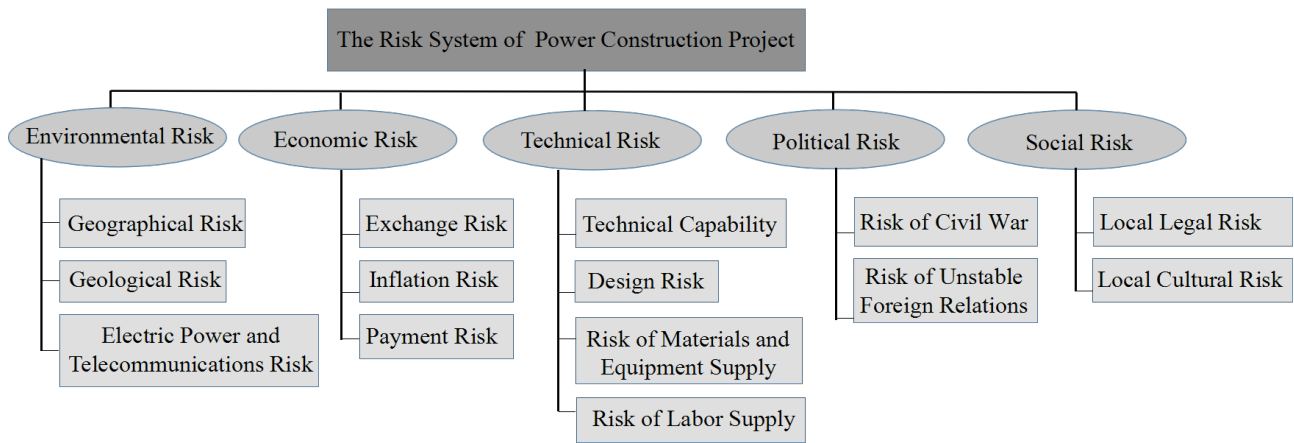 The Risk System of Power Construction Project
Environmental Risk
Economic Risk
Technical Risk
Political Risk
Social Risk
Geographical Risk
Geological Risk
Electric Power and
Telecommunications Risk
Exchange Risk
Inflation Risk
Payment Risk
Technical Capability
Design Risk
Risk of Materials and
Equipment Supply
Risk of Labor Supply
Risk of Civil War
Risk of Unstable
Foreign Relations
Local Legal Risk
Local Cultural Risk